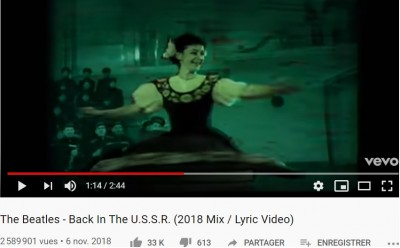 vevo
1:14 / 2:44
The Beatles - Back In The U.S.S.R. (2018 Mix / Lyric Video)
2 589 901 vues • 6 nov. 2018 33 K 613 PARTAGER ENREGISTRER